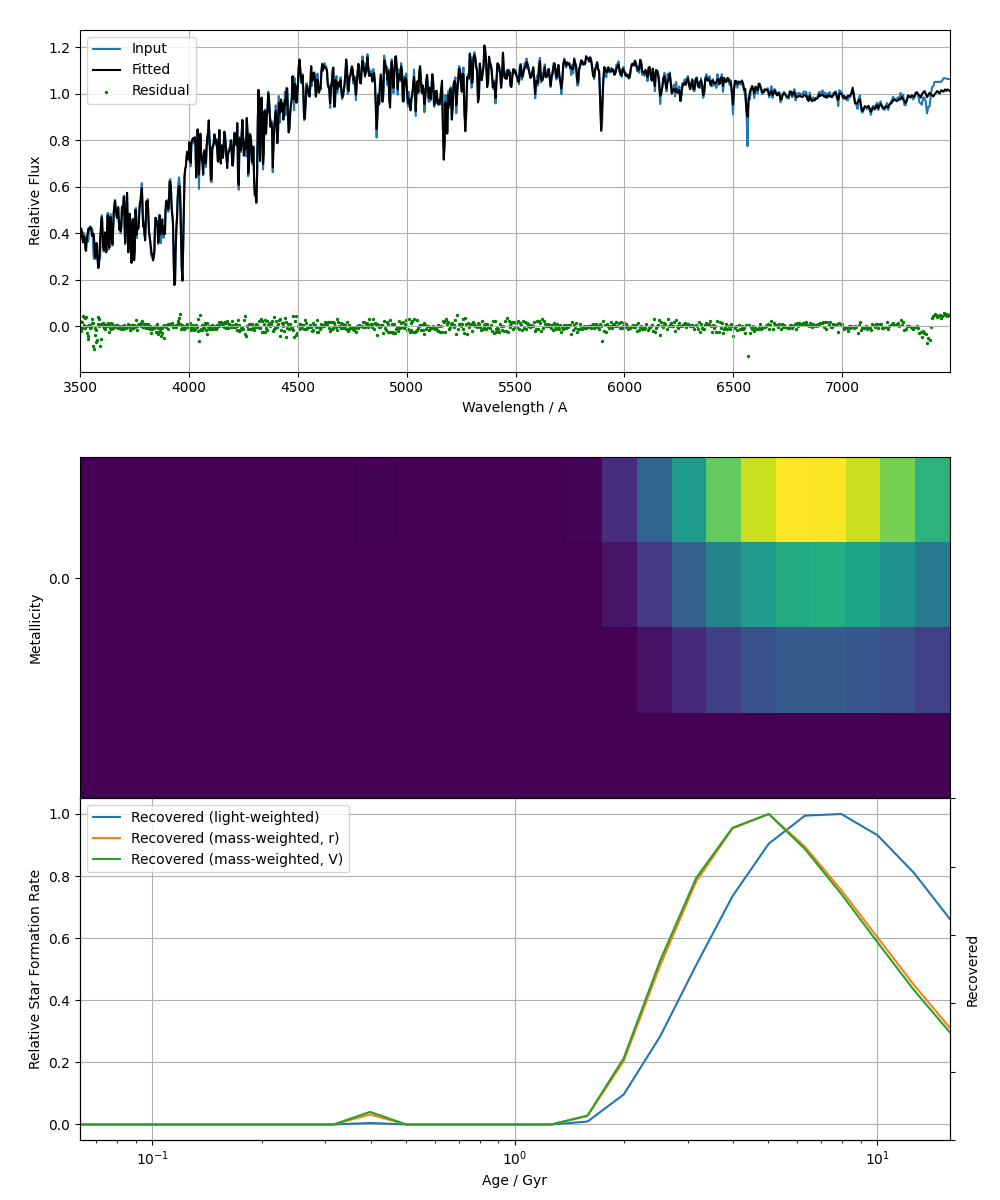 1.2
1.0
0.8
0.6
0.4
0.2
0.0
Relative Flux
Input
Fitted
Residual
3500 4000 4500 5000 5500 6000 6500 7000
Wavelength / A
0.0
Metallicity
1.0
0.8
0.6
0.4
0.2
0.0
Relative Star Formation Rate
Recovered (light-weighted)
Recovered (mass-weighted, r)
Recovered (mass-weighted, V)
Recovered
10⁻¹ 10⁰ 10¹
Age / Gyr